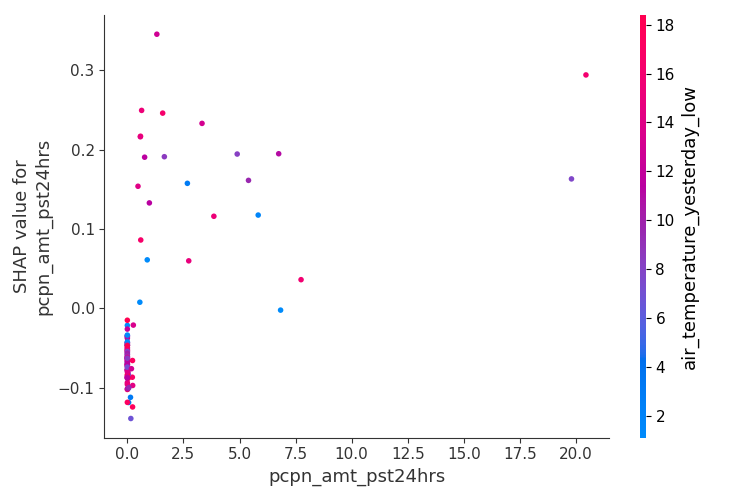 0.3
0.2
0.1
0.0
−0.1
SHAP value for
pcpn_amt_pst24hrs
0.0 2.5 5.0 7.5 10.0 12.5 15.0 17.5 20.0
pcpn_amt_pst24hrs
18
16
14
12
10
8
6
4
2
air_temperature_yesterday_low